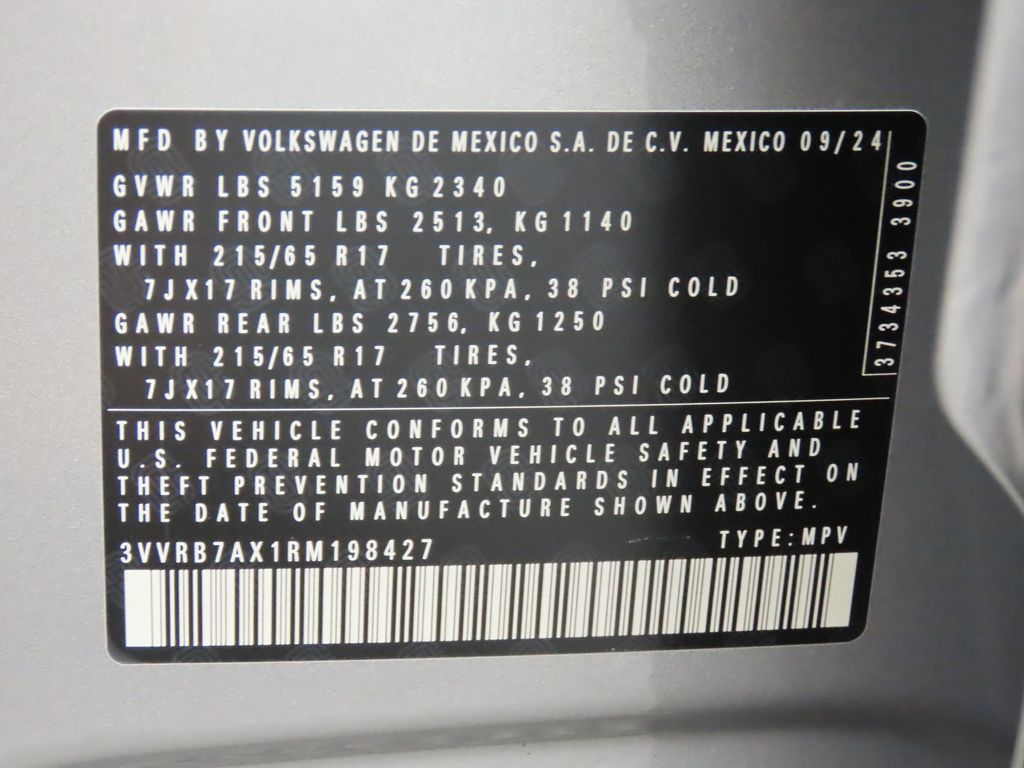 MFD BY VOLKSWAGEN DE MEXICO S.A. DE C.V. MEXICO 09/24
GVWR LBS 5159 KG 2340
GAWR FRONT LBS 2513, KG 1140
WITH 215/65 R17 TIRES,
7JX17 RIMS, AT 260 KPA, 38 PSI COLD
GAWR REAR LBS 2756, KG 1250
WITH 215/65 R17 TIRES,
7JX17 RIMS, AT 260 KPA, 38 PSI COLD
3734353 3900
THIS VEHICLE CONFORMS TO ALL APPLICABLE
U.S. FEDERAL MOTOR VEHICLE SAFETY AND
THEFT PREVENTION STANDARDS IN EFFECT ON
THE DATE OF MANUFACTURE SHOWN ABOVE.
3VVRB7AX1RM198427 TYPE:MPV